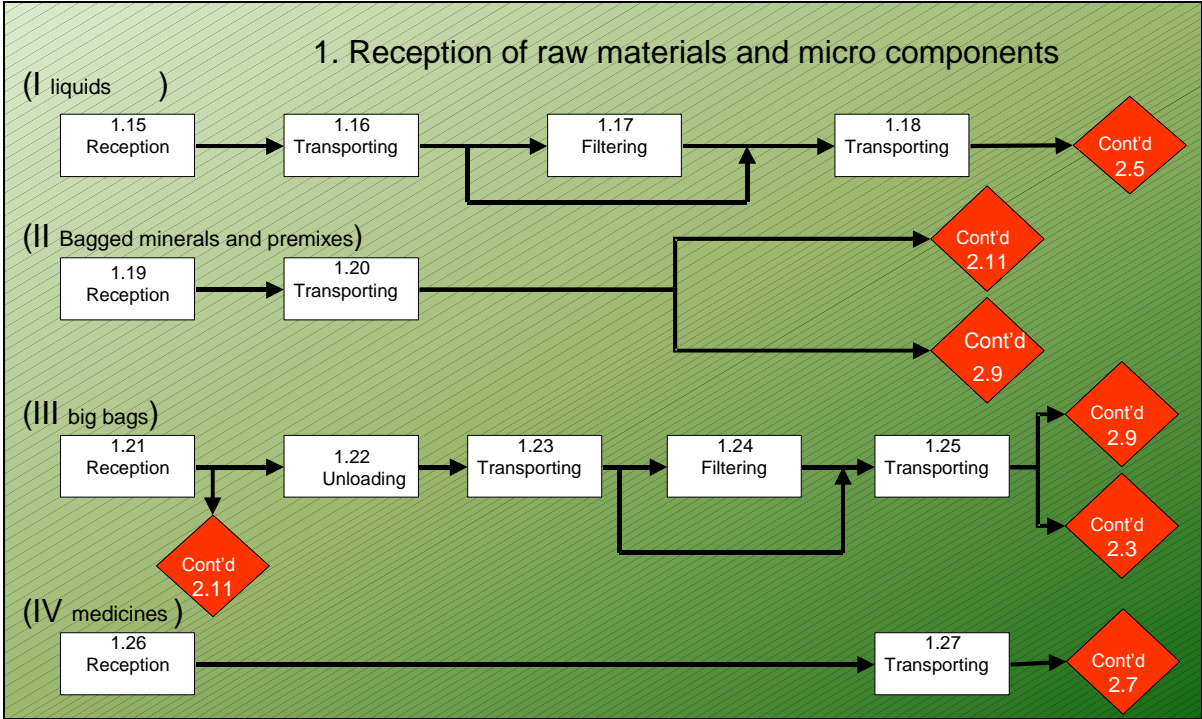 1. Reception of raw materials and micro components
(I liquids )
1.15
Reception
1.16
Transporting
1.17
Filtering
1.18
Transporting
Cont'd
2.5
(II Bagged minerals and premixes)
1.19
Reception
1.20
Transporting
Cont'd
2.11
Cont'd
2.9
(III big bags)
1.21
Reception
1.22
Unloading
1.23
Transporting
1.24
Filtering
1.25
Transporting
Cont'd
2.9
Cont'd
2.3
Cont'd
2.11
(IV medicines )
1.26
Reception
1.27
Transporting
Cont'd
2.7